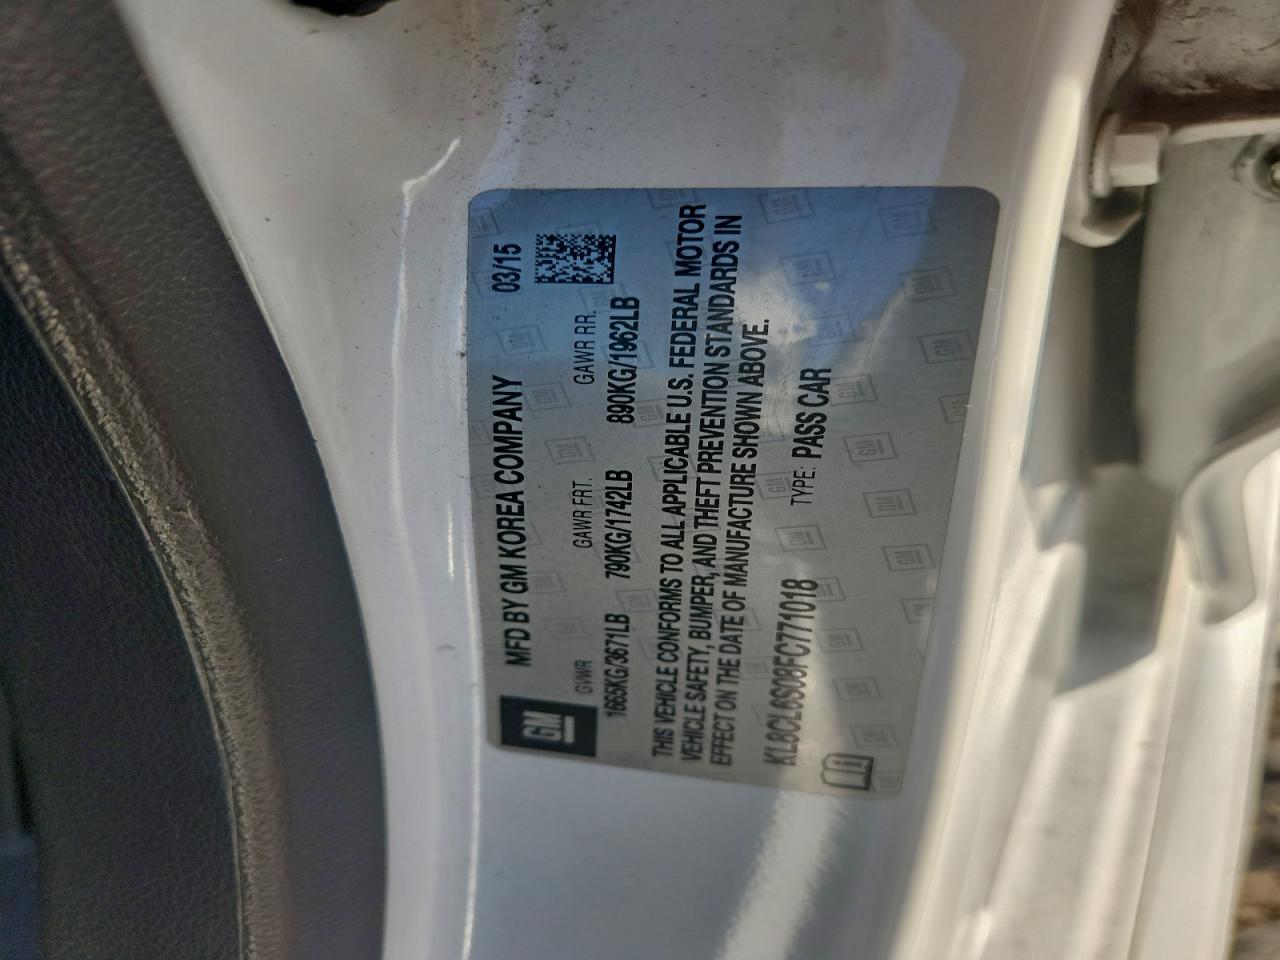 GM
MFD BY GM KOREA COMPANY 03/15
GVWR GAWR FRT. GAWR RR.
1665KG/3671LB 790KG/1742LB 890KG/1962LB
THIS VEHICLE CONFORMS TO ALL APPLICABLE U.S. FEDERAL MOTOR
VEHICLE SAFETY, BUMPER, AND THEFT PREVENTION STANDARDS IN
EFFECT ON THE DATE OF MANUFACTURE SHOWN ABOVE.
KL8CL6S08FC771018 TYPE: PASS CAR